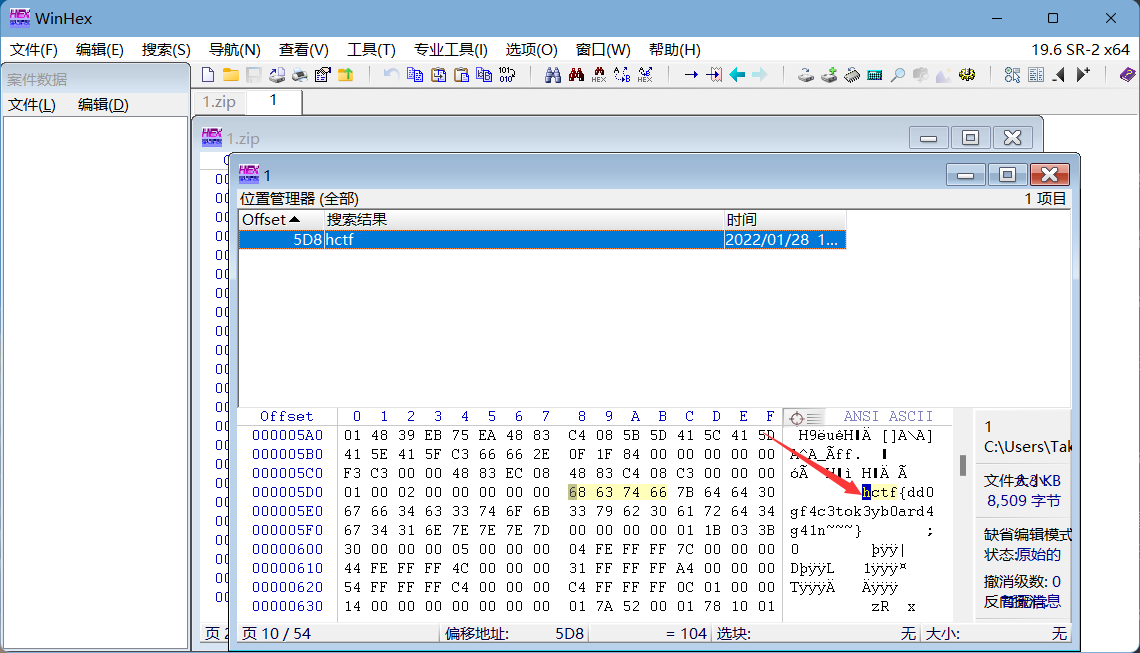 WinHex
文件(F) 编辑(E) 搜索(S) 导航(N) 查看(V) 工具(T) 专业工具(I) 选项(O) 窗口(W) 帮助(H) 19.6 SR-2 x64
案件数据
文件(L) 编辑(D)
1.zip 1
1.zip
1
位置管理器 (全部) 1 项目
Offset 搜索结果 时间
5D8 hctf 2022/01/28 1...
Offset 0 1 2 3 4 5 6 7 8 9 A B C D E F ANSI ASCII
000005A0 01 48 39 EB 75 EA 48 83 C4 08 5B 5D 41 5C 41 5D H9ëuêH Ä []A\A]
000005B0 41 5E 41 5F C3 66 66 2E 0F 1F 84 00 00 00 00 00 A^A_Ãff.
000005C0 F3 C3 00 00 48 83 EC 08 48 83 C4 08 C3 00 00 00 óÃ H ì H Ä Ã
000005D0 01 00 02 00 00 00 00 00 68 63 74 66 7B 64 64 30 hctf{dd0
000005E0 67 66 34 63 33 74 6F 6B 33 79 62 30 61 72 64 34 gf4c3tok3yb0ard4
000005F0 67 34 31 6E 7E 7E 7E 7D 00 00 00 00 01 1B 03 3B g41n~~~} ;
00000600 30 00 00 00 05 00 00 00 04 FE FF FF 7C 00 00 00 0 þÿÿ|
00000610 44 FE FF FF 4C 00 00 00 31 FF FF FF A4 00 00 00 DþÿÿL 1ÿÿÿ¤
00000620 54 FF FF FF C4 00 00 00 C4 FF FF FF 0C 01 00 00 TÿÿÿÄ Äÿÿÿ
00000630 14 00 00 00 00 00 00 00 01 7A 52 00 01 78 10 01 zR x
1
C:\Users\Tak
文件大小: 8.3 KB
8,509 字节
缺省编辑模式
状态:原始的
撤消级数: 0
页 10 / 54 偏移地址: 5D8 = 104 选块: 无 大小: 无